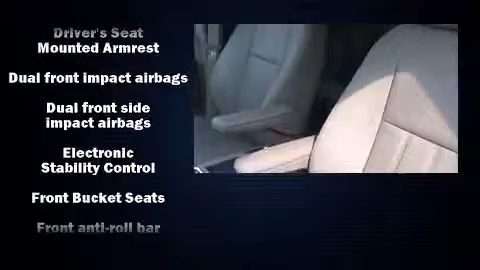 Driver's Seat
Mounted Armrest
Dual front impact airbags
Dual front side
impact airbags
Electronic
Stability Control
Front Bucket Seats
Front anti-roll bar